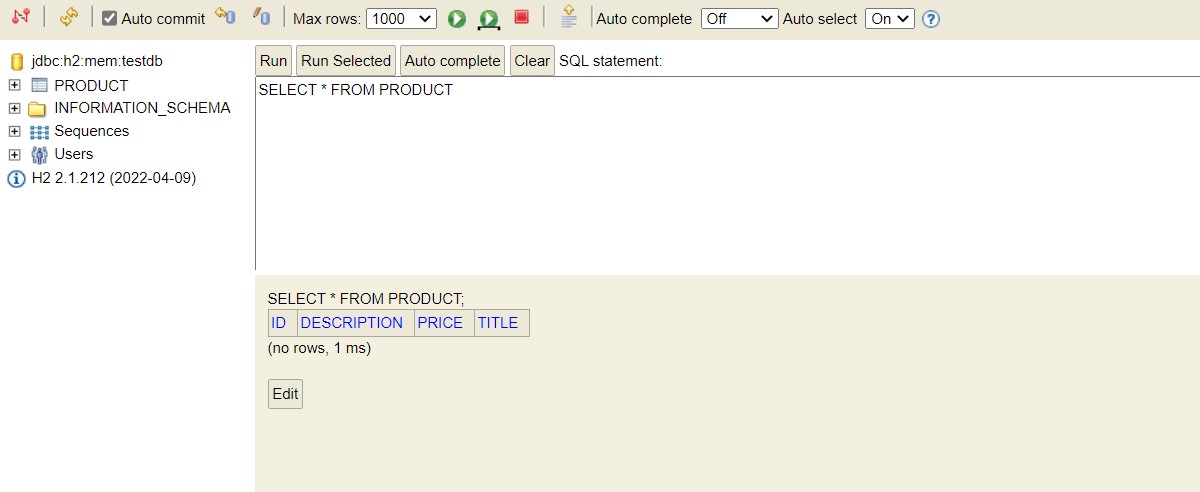 Auto commit Max rows: 1000 Auto complete Off Auto select On ?
jdbc:h2:mem:testdb
PRODUCT
INFORMATION_SCHEMA
Sequences
Users
H2 2.1.212 (2022-04-09)
Run Run Selected Auto complete Clear SQL statement:
SELECT * FROM PRODUCT
SELECT * FROM PRODUCT;
ID DESCRIPTION PRICE TITLE
(no rows, 1 ms)
Edit